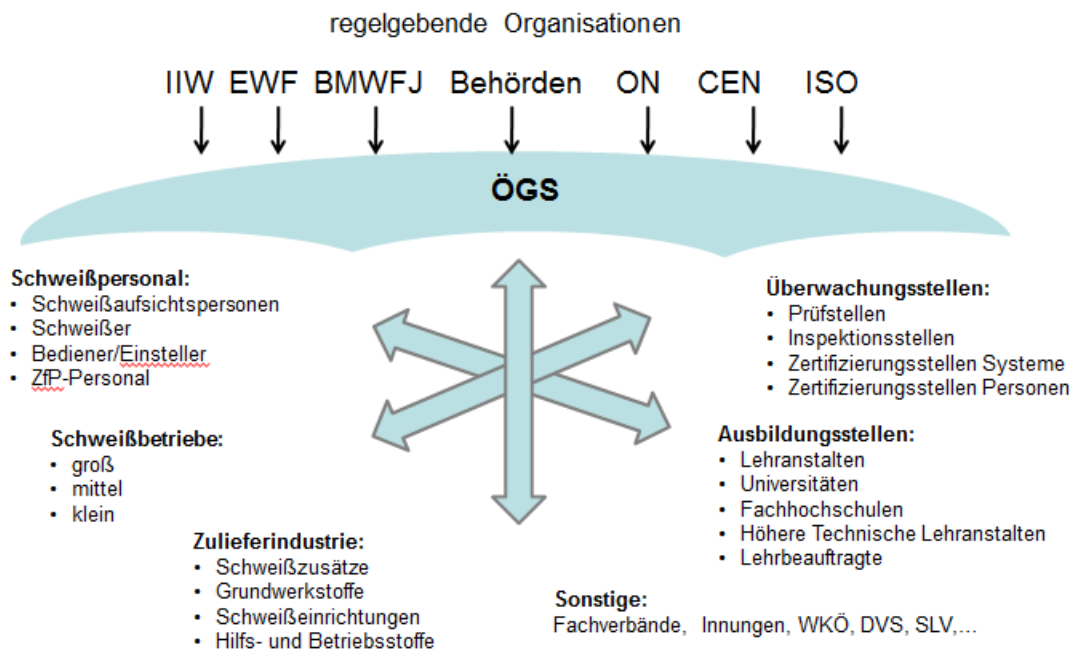 regelgebende Organisationen
IIW EWF BMWFJ Behörden ON CEN ISO
ÖGS
Schweißpersonal:
• Schweißaufsichtspersonen
• Schweißer
• Bediener/Einsteller
• ZfP-Personal
Überwachungsstellen:
• Prüfstellen
• Inspektionsstellen
• Zertifizierungsstellen Systeme
• Zertifizierungsstellen Personen
Schweißbetriebe:
• groß
• mittel
• klein
Ausbildungsstellen:
• Lehranstalten
• Universitäten
• Fachhochschulen
• Höhere Technische Lehranstalten
• Lehrbeauftragte
Zulieferindustrie:
• Schweißzusätze
• Grundwerkstoffe
• Schweißeinrichtungen
• Hilfs- und Betriebsstoffe
Sonstige:
Fachverbände, Innungen, WKÖ, DVS, SLV,...